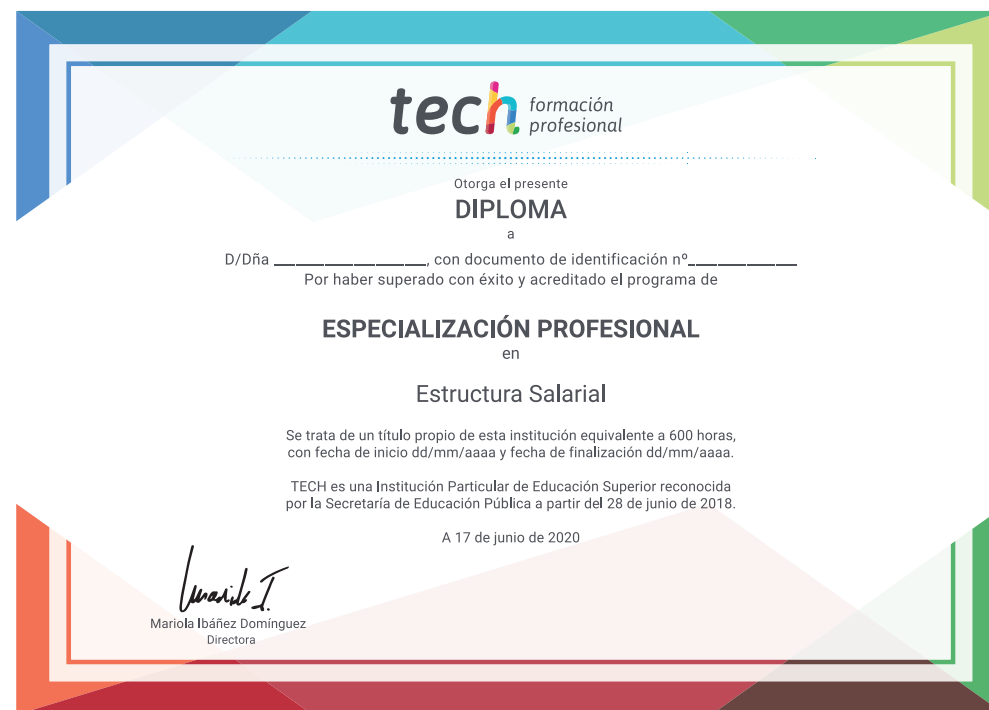 tech formación
profesional
Otorga el presente
DIPLOMA
a
D/Dña ____________________, con documento de identificación nº______________
Por haber superado con éxito y acreditado el programa de
ESPECIALIZACIÓN PROFESIONAL
en
Estructura Salarial
Se trata de un título propio de esta institución equivalente a 600 horas,
con fecha de inicio dd/mm/aaaa y fecha de finalización dd/mm/aaaa.
TECH es una Institución Particular de Educación Superior reconocida
por la Secretaría de Educación Pública a partir del 28 de junio de 2018.
A 17 de junio de 2020
Mariola Ibáñez Domínguez
Directora